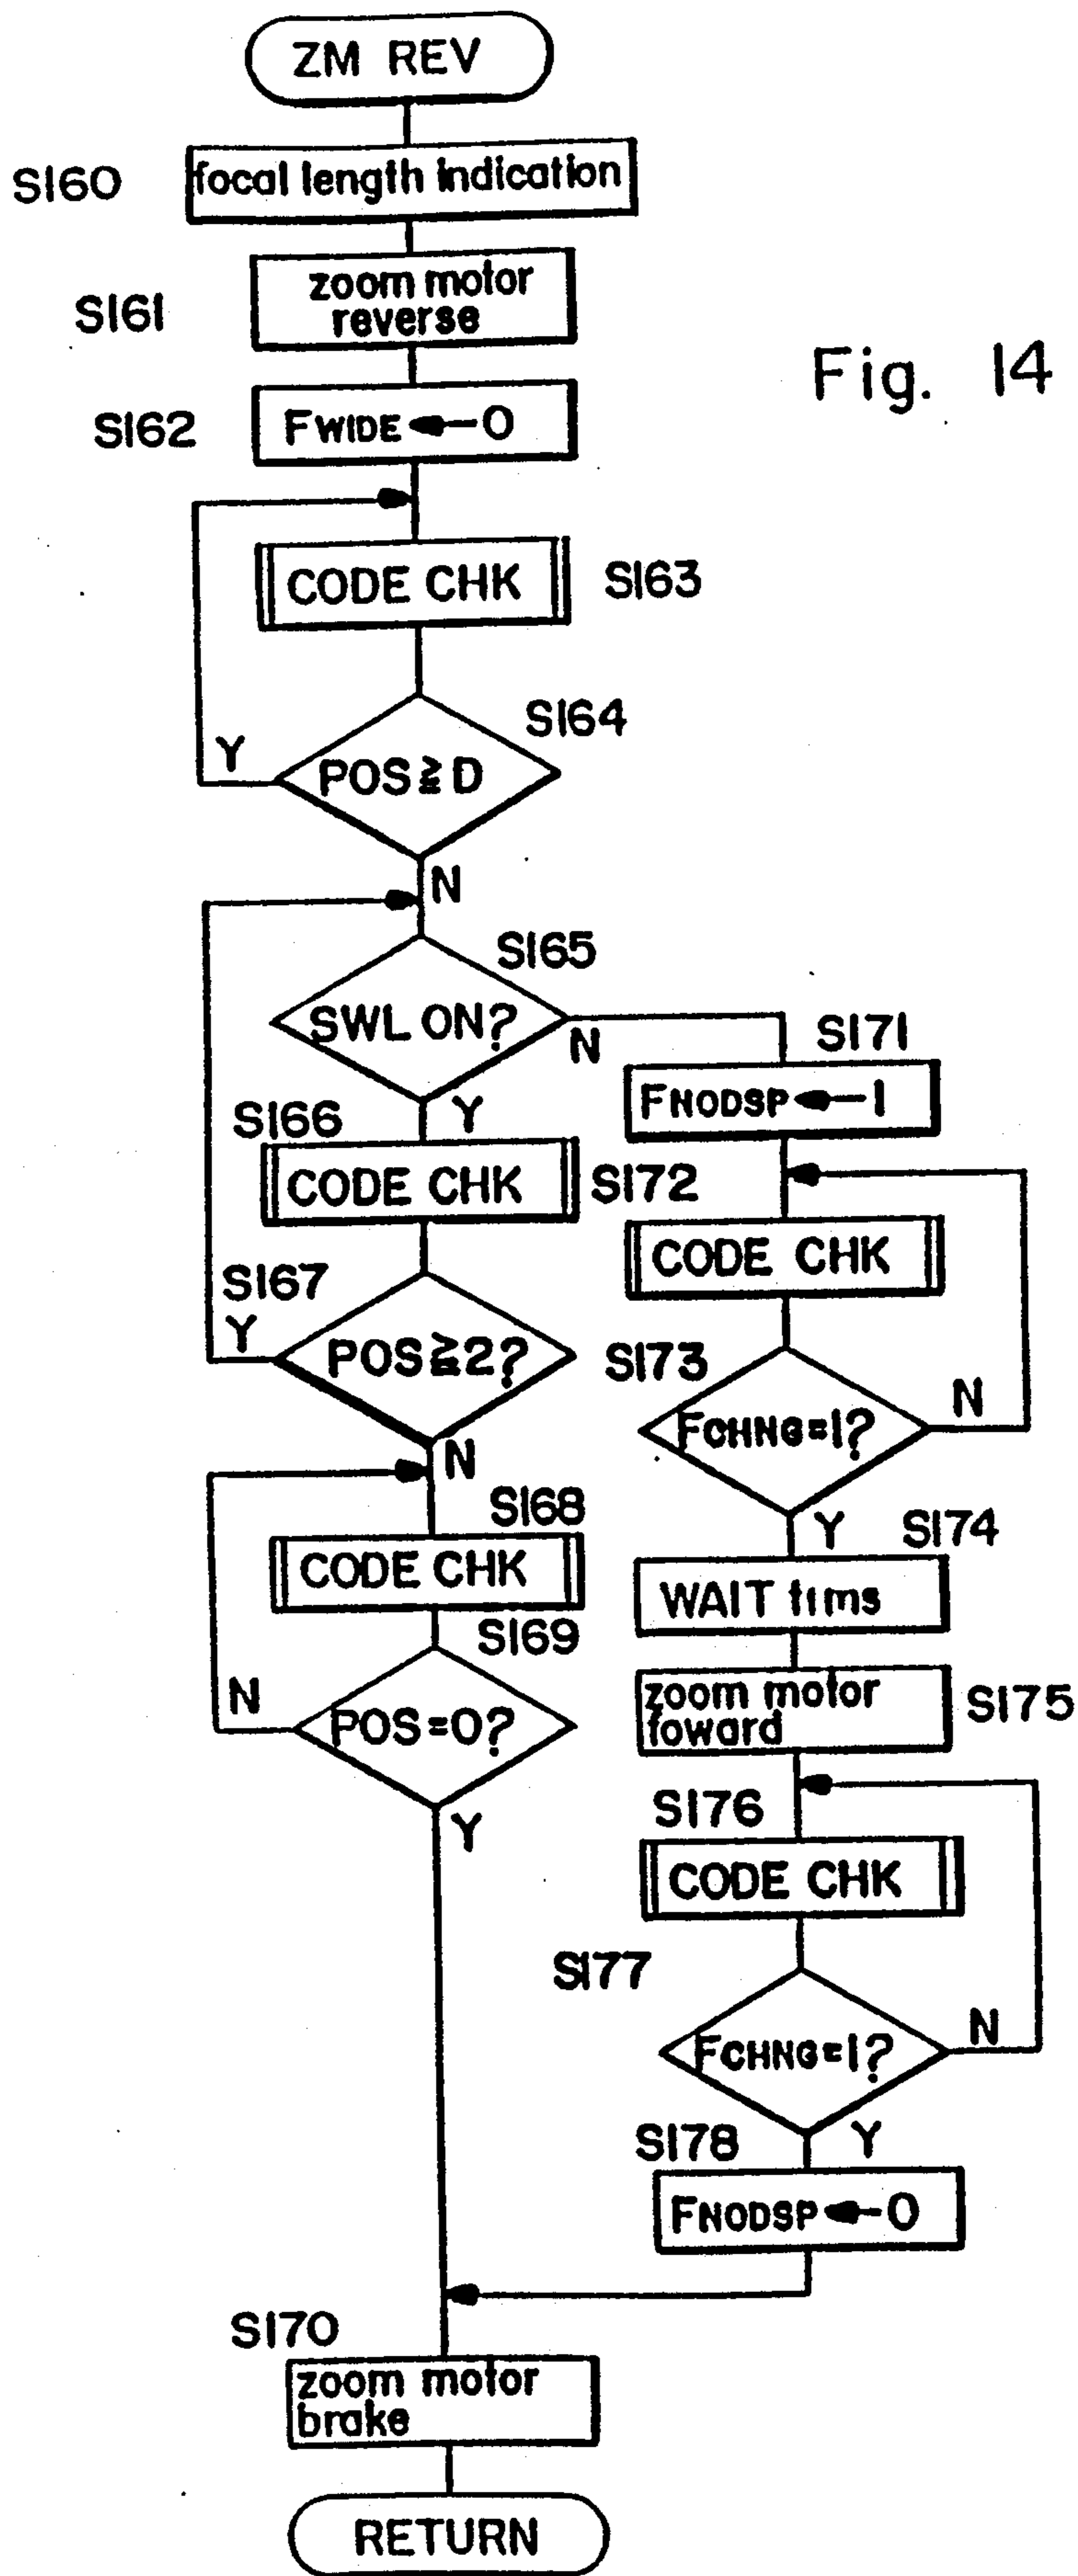 ZM REV
S160
focal length indication
S161
zoom motor
reverse
Fig. 14
S162
FWIDE ← 0
CODE CHK
S163
S164
Y
POS ≧ D
N
S165
SWL ON?
N
S171
FNODSP ← 1
Y
S166
CODE CHK
S172
CODE CHK
S167
Y
POS ≧ 2?
S173
FCHNG=1?
N
N
S168
CODE CHK
Y
S174
WAIT t1ms
S169
N
POS=0?
zoom motor
foward
S175
Y
S176
CODE CHK
S177
FCHNG=1?
N
S178
Y
FNODSP ← 0
S170
zoom motor
brake
RETURN